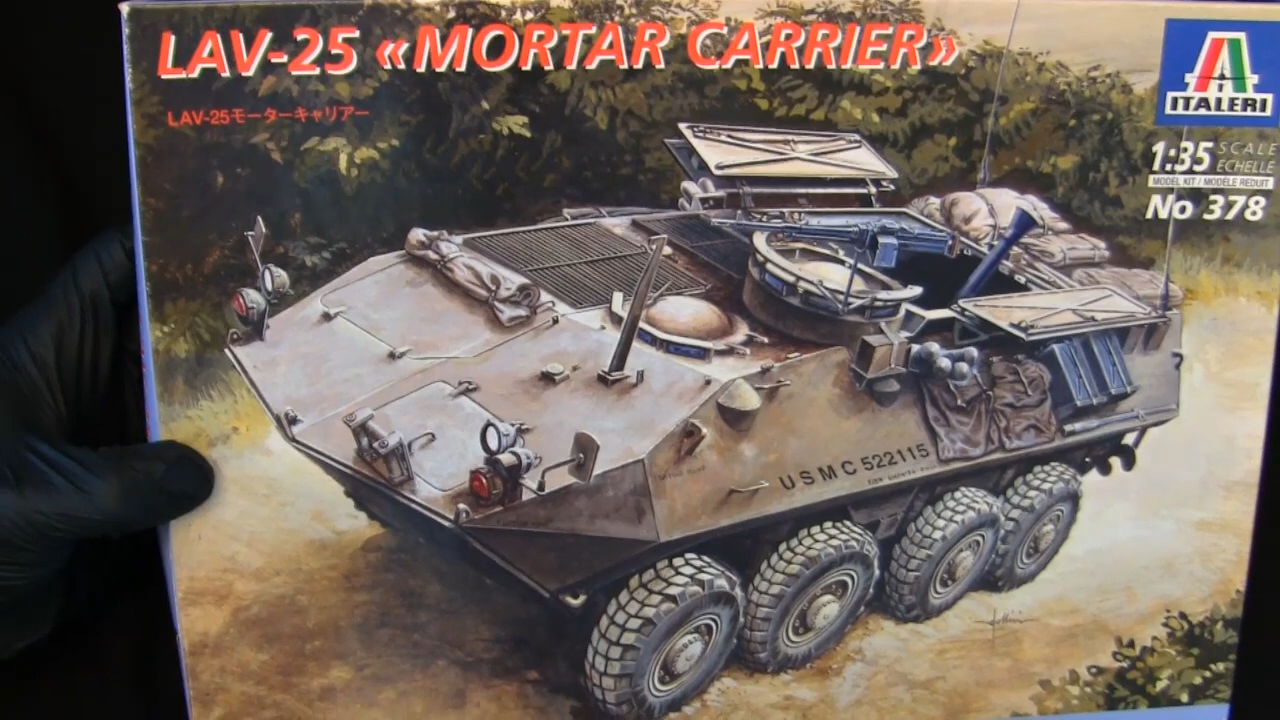 LAV-25 «MORTAR CARRIER»
LAV-25モーターキャリアー
ITALERI
1:35 SCALE
ECHELLE
MODEL KIT / MODÈLE REDUIT
No 378
USMC 522115